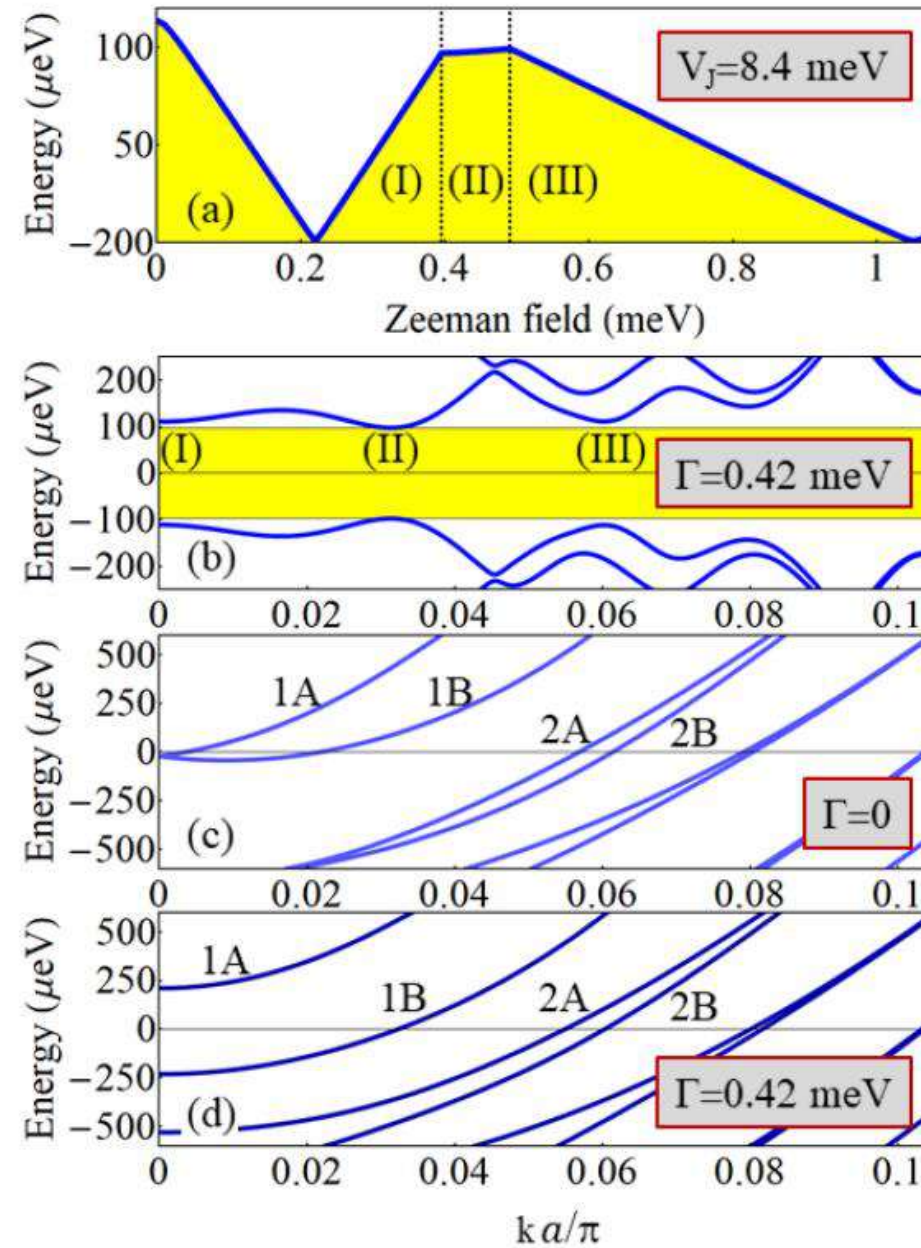 Energy (μeV)
100
50
−200
(a)
(I)
(II)
(III)
V_J=8.4 meV
0
0.2
0.4
0.6
0.8
1
Zeeman field (meV)
Energy (μeV)
200
100
0
−100
−200
(I)
(II)
(III)
Γ=0.42 meV
(b)
0
0.02
0.04
0.06
0.08
0.1
Energy (μeV)
500
250
0
−250
−500
1A
1B
2A
2B
Γ=0
(c)
0
0.02
0.04
0.06
0.08
0.1
Energy (μeV)
500
250
0
−250
−500
1A
1B
2A
2B
Γ=0.42 meV
(d)
0
0.02
0.04
0.06
0.08
0.1
k a/π